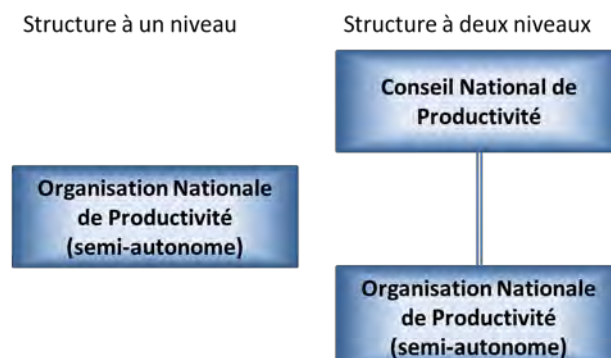 Structure à un niveau
Organisation Nationale
de Productivité
(semi-autonome)
Structure à deux niveaux
Conseil National de
Productivité
Organisation Nationale
de Productivité
(semi-autonome)